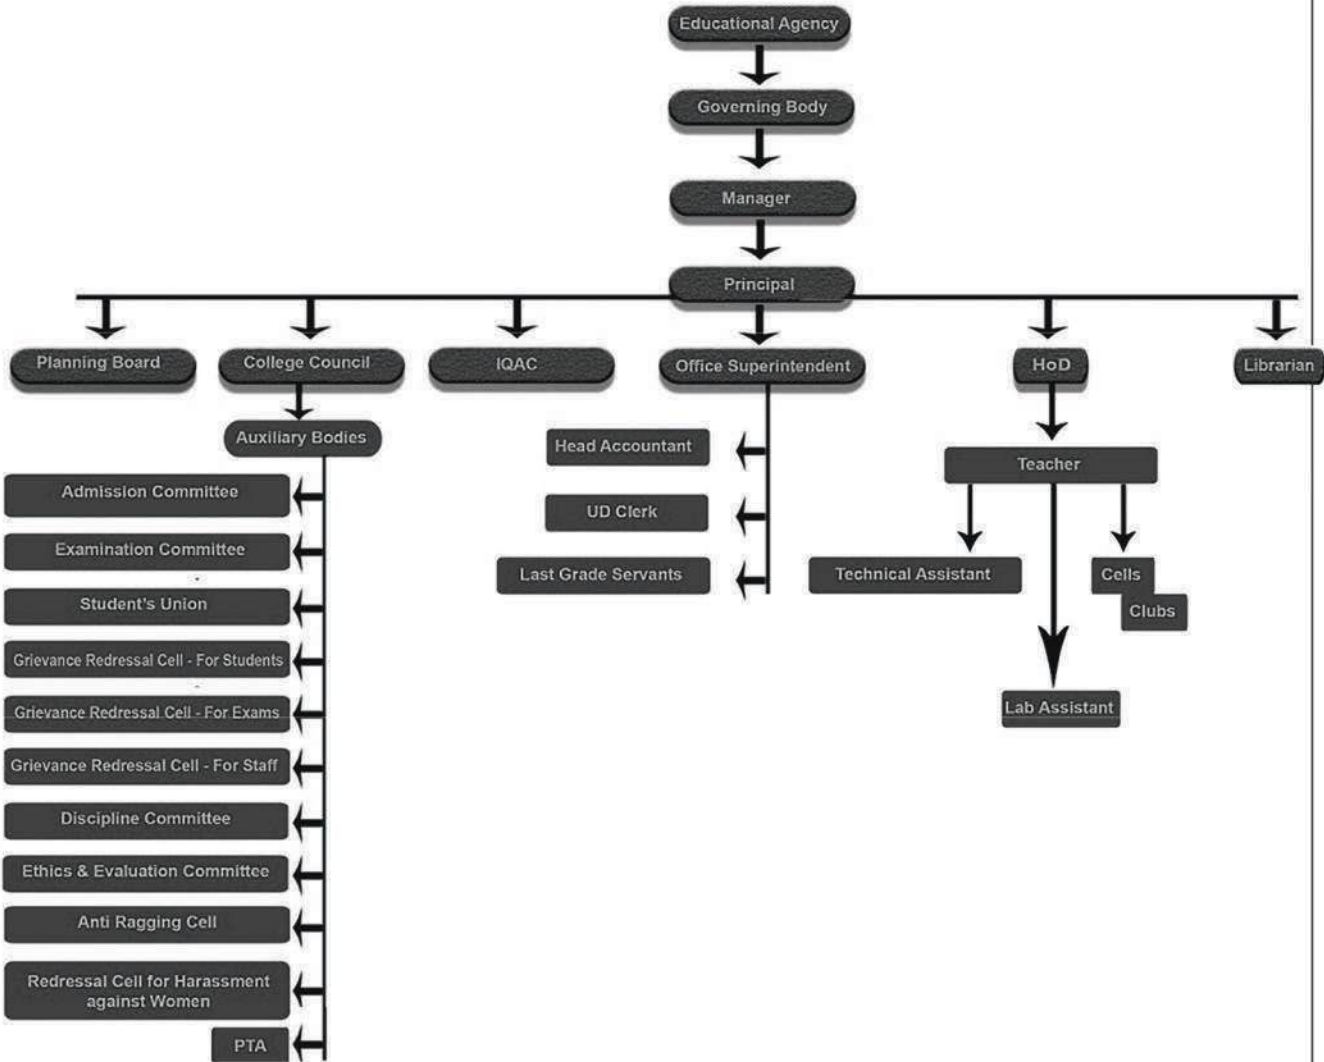 Educational Agency
Governing Body
Manager
Principal
Planning Board
College Council
IQAC
Office Superintendent
HoD
Librarian
Auxiliary Bodies
Admission Committee
Examination Committee
Student's Union
Grievance Redressal Cell - For Students
Grievance Redressal Cell - For Exams
Grievance Redressal Cell - For Staff
Discipline Committee
Ethics & Evaluation Committee
Anti Ragging Cell
Redressal Cell for Harassment
against Women
PTA
Head Accountant
UD Clerk
Last Grade Servants
Teacher
Technical Assistant
Cells
Clubs
Lab Assistant